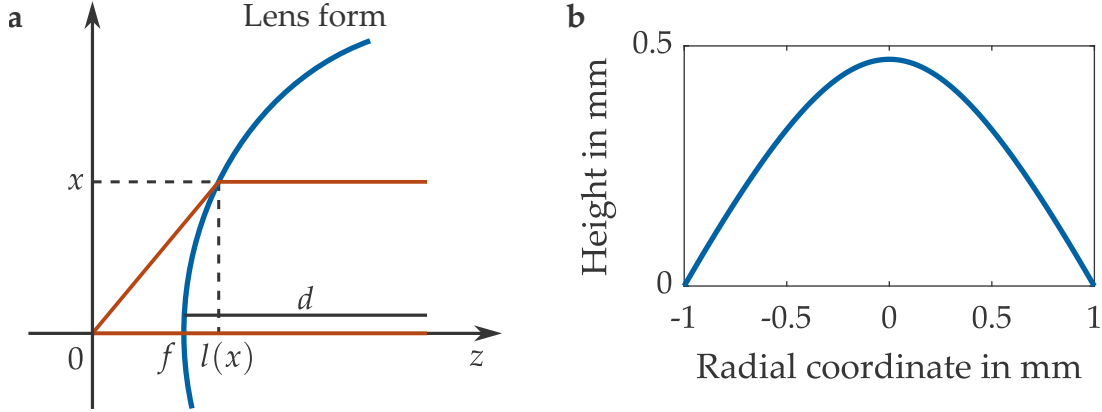 a
Lens form
x
d
0
f
l(x)
z
b
Height in mm
0.5
0
-1
-0.5
0
0.5
1
Radial coordinate in mm